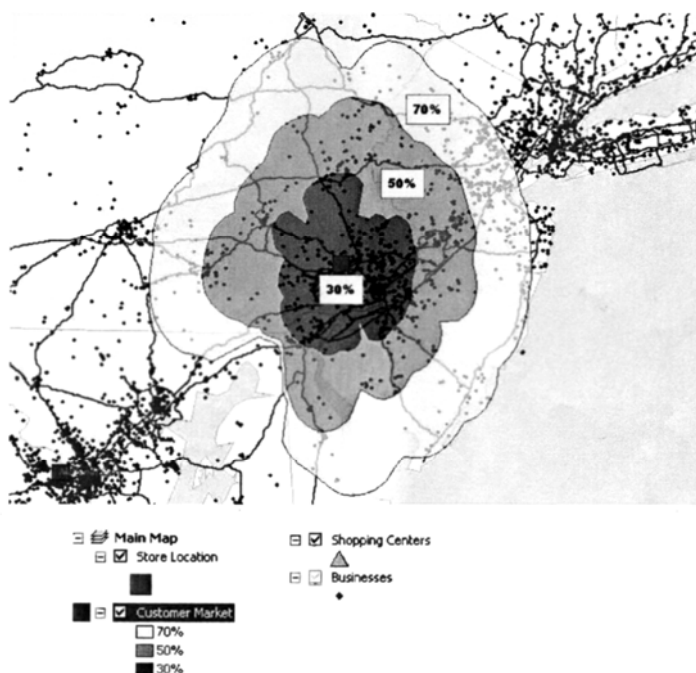 70%
50%
30%
Main Map
Store Location
Customer Market
70%
50%
30%
Shopping Centers
Businesses